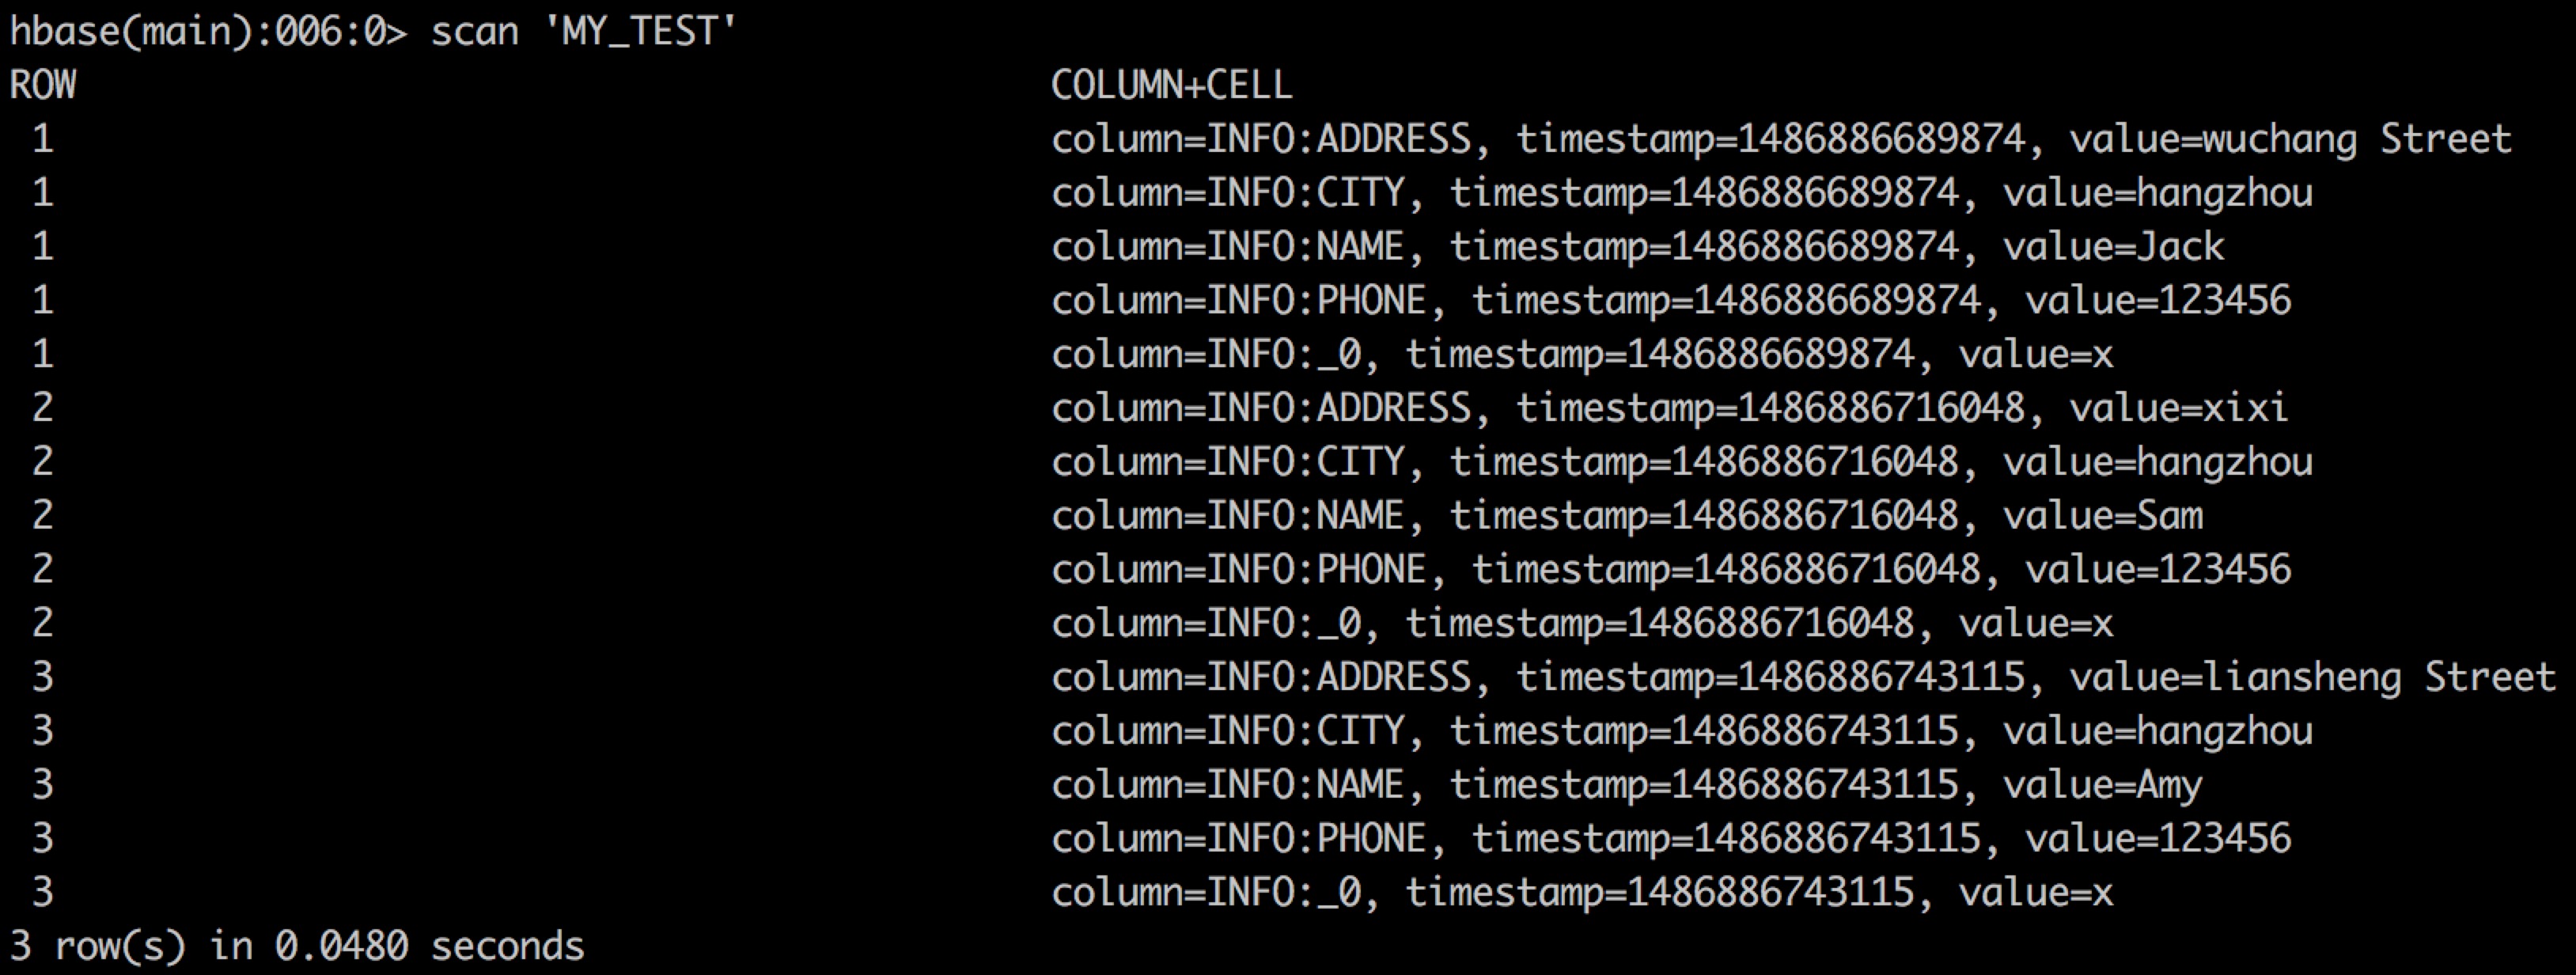 hbase(main):006:0> scan 'MY_TEST'
ROW COLUMN+CELL
1 column=INFO:ADDRESS, timestamp=1486886689874, value=wuchang Street
1 column=INFO:CITY, timestamp=1486886689874, value=hangzhou
1 column=INFO:NAME, timestamp=1486886689874, value=Jack
1 column=INFO:PHONE, timestamp=1486886689874, value=123456
1 column=INFO:_0, timestamp=1486886689874, value=x
2 column=INFO:ADDRESS, timestamp=1486886716048, value=xixi
2 column=INFO:CITY, timestamp=1486886716048, value=hangzhou
2 column=INFO:NAME, timestamp=1486886716048, value=Sam
2 column=INFO:PHONE, timestamp=1486886716048, value=123456
2 column=INFO:_0, timestamp=1486886716048, value=x
3 column=INFO:ADDRESS, timestamp=1486886743115, value=liansheng Street
3 column=INFO:CITY, timestamp=1486886743115, value=hangzhou
3 column=INFO:NAME, timestamp=1486886743115, value=Amy
3 column=INFO:PHONE, timestamp=1486886743115, value=123456
3 column=INFO:_0, timestamp=1486886743115, value=x
3 row(s) in 0.0480 seconds